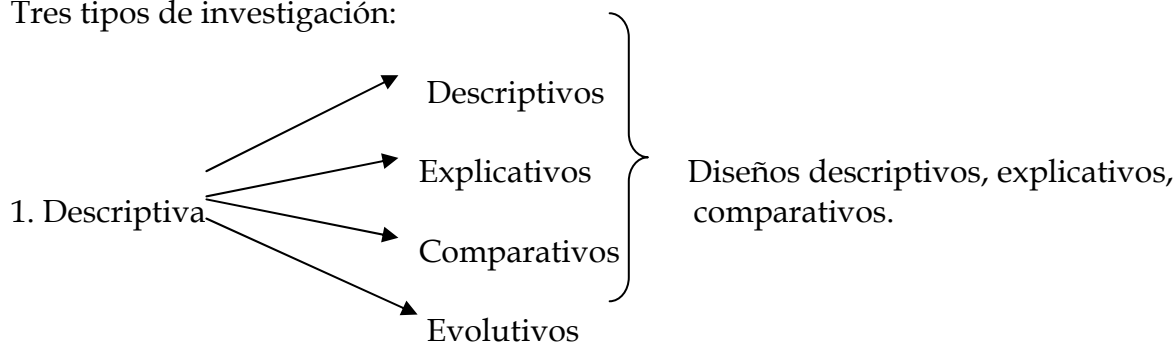 Tres tipos de investigación:
Descriptivos
Explicativos
Diseños descriptivos, explicativos,
1. Descriptiva
comparativos.
Comparativos
Evolutivos